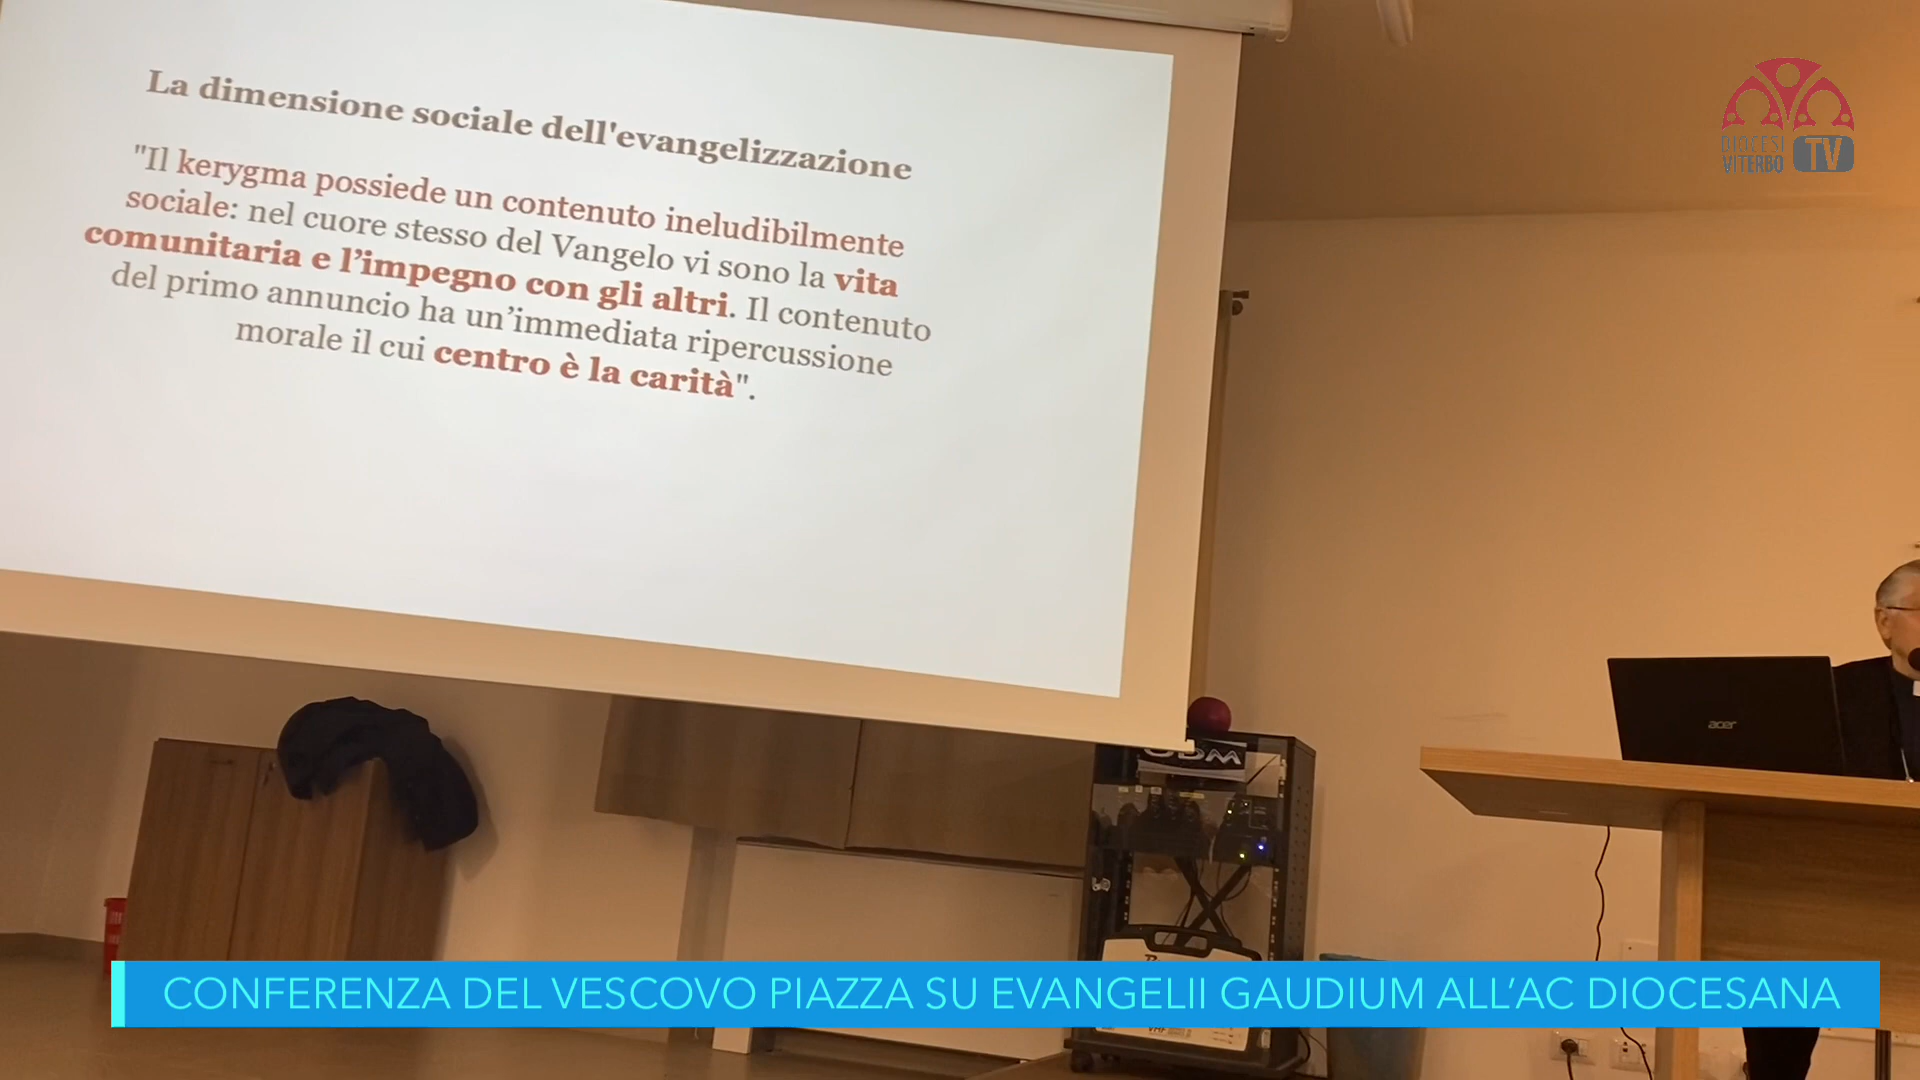 La dimensione sociale dell'evangelizzazione
"Il kerygma possiede un contenuto ineludibilmente
sociale: nel cuore stesso del Vangelo vi sono la vita
comunitaria e l’impegno con gli altri. Il contenuto
del primo annuncio ha un’immediata ripercussione
morale il cui centro è la carità".
DIOCESI
VITERBO TV
acer
CONFERENZA DEL VESCOVO PIAZZA SU EVANGELII GAUDIUM ALL’AC DIOCESANA